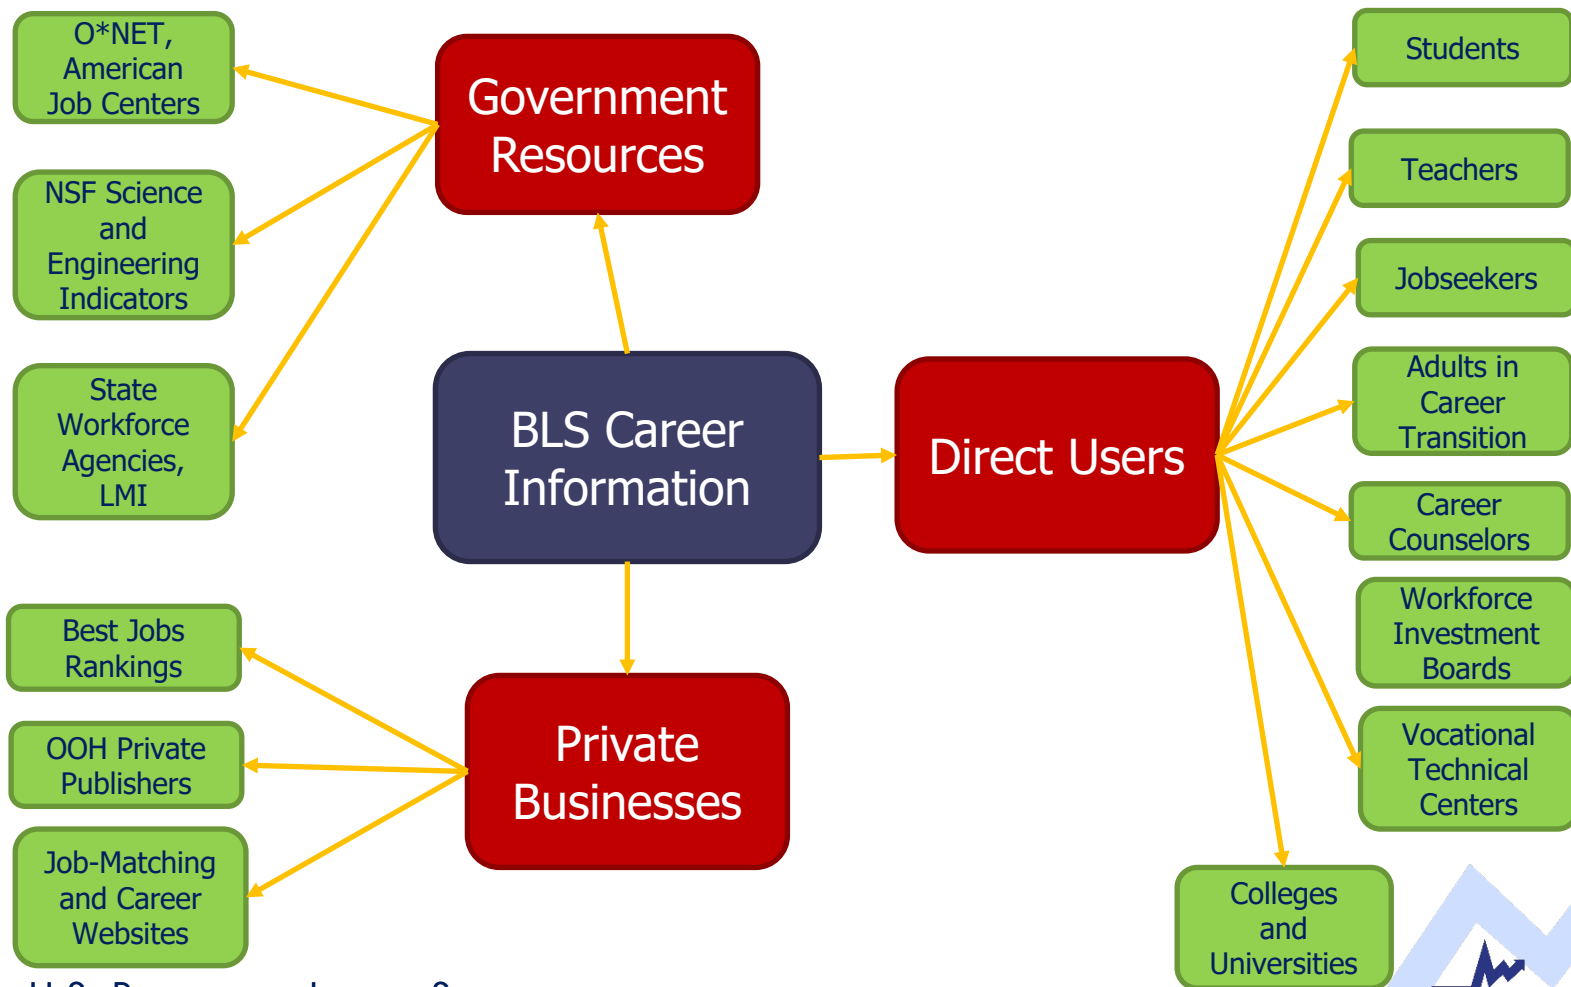 O*NET,
American
Job Centers
NSF Science
and
Engineering
Indicators
State
Workforce
Agencies,
LMI
Government
Resources
BLS Career
Information
Direct Users
Private
Businesses
Best Jobs
Rankings
OOH Private
Publishers
Job-Matching
and Career
Websites
Students
Teachers
Jobseekers
Adults in
Career
Transition
Career
Counselors
Workforce
Investment
Boards
Vocational
Technical
Centers
Colleges
and
Universities